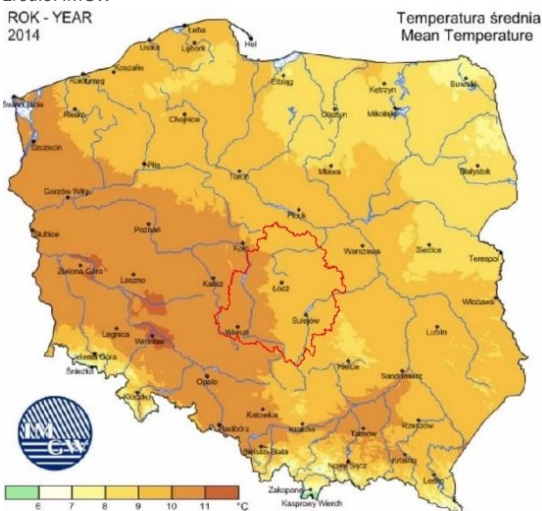 ROK - YEAR
2014
Temperatura średnia
Mean Temperature
Łeba
Hel
Ustka
Lębork
Koszalin
Elbląg
Kętrzyn
Suwałki
Świnoujście
Resko
Chojnice
Olsztyn
Mikołajki
Szczecin
Piła
Toruń
Mława
Białystok
Gorzów Wlkp.
Płock
Słubice
Poznań
Koło
Warszawa
Siedlce
Terespol
Zielona Góra
Leszno
Kalisz
Łódź
Włodawa
Sulejów
Legnica
Wrocław
Wieluń
Lublin
Jelenia Góra
Śnieżka
Opole
Kielce
Sandomierz
Kłodzko
Katowice
Racibórz
Kraków
Tarnów
Rzeszów
Bielsko-Biała
Nowy Sącz
Krosno
Lesko
Zakopane
Kasprowy Wierch
IM
GW
6 7 8 9 10 11 °C